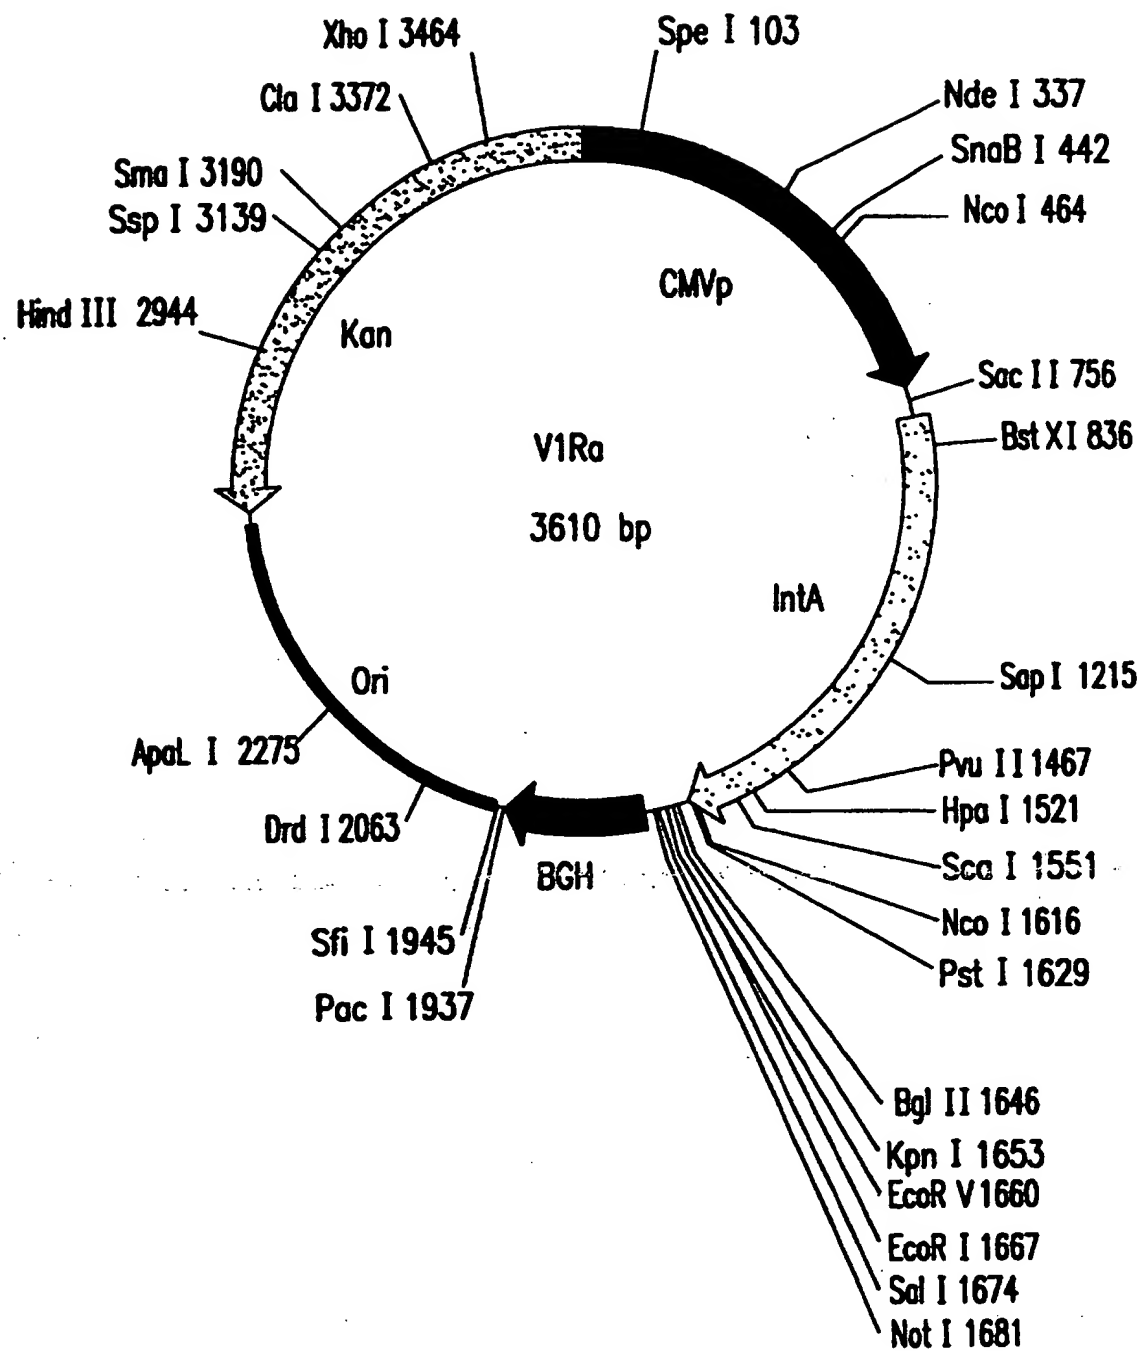 Xho I 3464
Spe I 103
Cla I 3372
Nde I 337
SnaB I 442
Sma I 3190
Ssp I 3139
Nco I 464
CMVp
Hind III 2944
Kan
Sac II 756
Bst XI 836
V1Ra
3610 bp
IntA
Ori
Sap I 1215
ApaL I 2275
Pvu II 1467
Hpa I 1521
Drd I 2063
Sca I 1551
BGH
Nco I 1616
Sfi I 1945
Pst I 1629
Pac I 1937
Bgl II 1646
Kpn I 1653
EcoR V 1660
EcoR I 1667
Sal I 1674
Not I 1681